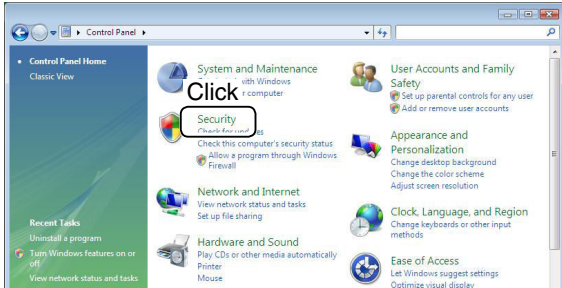 Control Panel
Control Panel Home
Classic View
System and Maintenance
with Windows
computer
Click
Security
Check for
Check this computer's security status
Allow a program through Windows
Firewall
Network and Internet
View network status and tasks
Set up file sharing
Hardware and Sound
Play CDs or other media automatically
Printer
Mouse
User Accounts and Family
Safety
Set up parental controls for any user
Add or remove user accounts
Appearance and
Personalization
Change desktop background
Change the color scheme
Adjust screen resolution
Clock, Language, and Region
Change keyboards or other input
methods
Ease of Access
Let Windows suggest settings
Optimize visual display
Recent Tasks
Uninstall a program
Turn Windows features on or
off
View network status and tasks